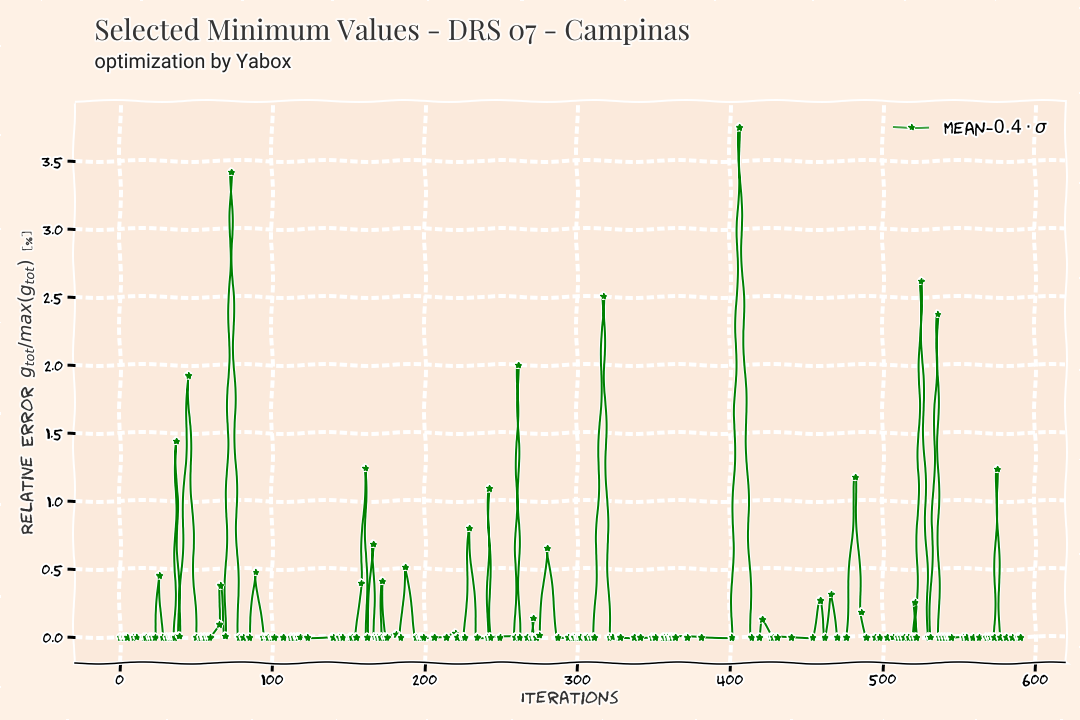 Selected Minimum Values - DRS 07 - Campinas
optimization by Yabox
MEAN-0.4 · σ
RELATIVE ERROR g_tot/max(g_tot) [%]
3.5
3.0
2.5
2.0
1.5
1.0
0.5
0.0
0 100 200 300 400 500 600
ITERATIONS